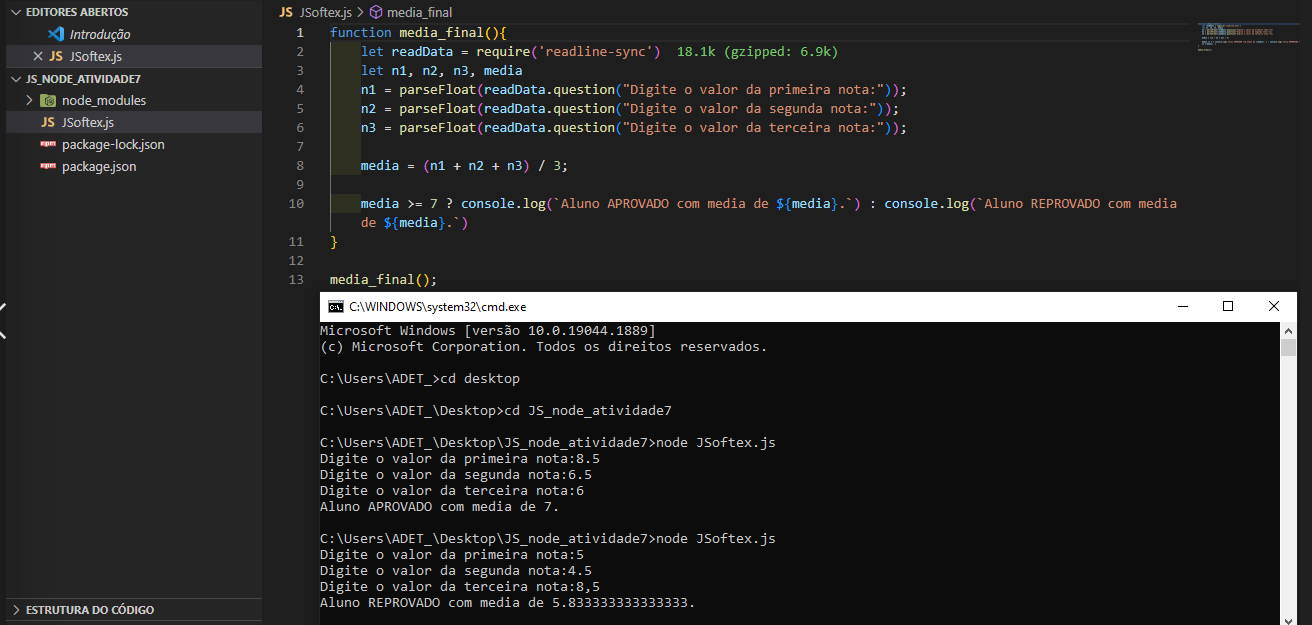 EDITORES ABERTOS
Introdução
JS JSoftex.js
JS_NODE_ATIVIDADE7
node_modules
JS JSoftex.js
package-lock.json
package.json
ESTRUTURA DO CÓDIGO
JS JSoftex.js > media_final
1 function media_final(){
2 let readData = require('readline-sync') 18.1k (gzipped: 6.9k)
3 let n1, n2, n3, media
4 n1 = parseFloat(readData.question("Digite o valor da primeira nota:"));
5 n2 = parseFloat(readData.question("Digite o valor da segunda nota:"));
6 n3 = parseFloat(readData.question("Digite o valor da terceira nota:"));
7
8 media = (n1 + n2 + n3) / 3;
9
10 media >= 7 ? console.log(`Aluno APROVADO com media de ${media}.`) : console.log(`Aluno REPROVADO com media
de ${media}.`)
11 }
12
13 media_final();
C:\WINDOWS\system32\cmd.exe
Microsoft Windows [versão 10.0.19044.1889]
(c) Microsoft Corporation. Todos os direitos reservados.
C:\Users\ADET_>cd desktop
C:\Users\ADET_\Desktop>cd JS_node_atividade7
C:\Users\ADET_\Desktop\JS_node_atividade7>node JSoftex.js
Digite o valor da primeira nota:8.5
Digite o valor da segunda nota:6.5
Digite o valor da terceira nota:6
Aluno APROVADO com media de 7.
C:\Users\ADET_\Desktop\JS_node_atividade7>node JSoftex.js
Digite o valor da primeira nota:5
Digite o valor da segunda nota:4.5
Digite o valor da terceira nota:8,5
Aluno REPROVADO com media de 5.833333333333333.